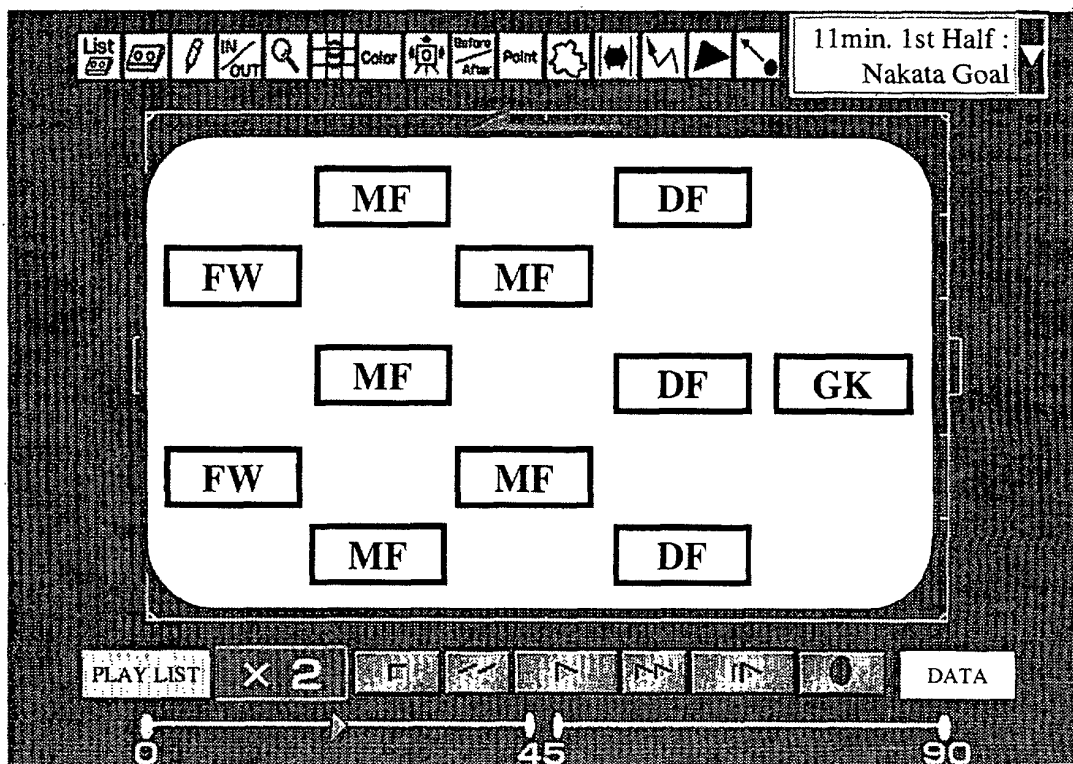 List
IN
OUT
Color
Before
After
Point
11min. 1st Half :
Nakata Goal
MF
DF
FW
MF
MF
DF
GK
FW
MF
MF
DF
PLAY LIST
× 2
DATA
0
45
90